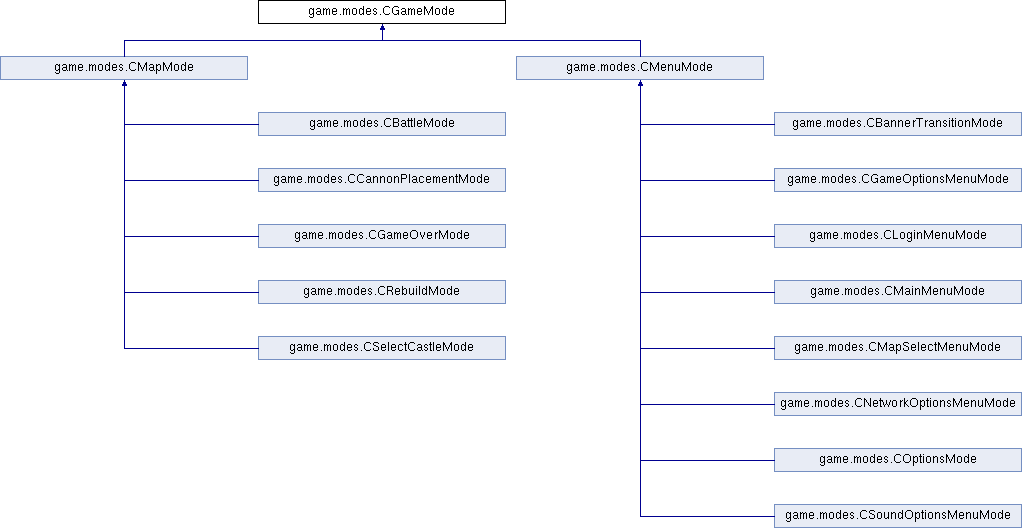 game.modes.CGameMode
game.modes.CMapMode
game.modes.CMenuMode
game.modes.CBattleMode
game.modes.CBannerTransitionMode
game.modes.CCannonPlacementMode
game.modes.CGameOptionsMenuMode
game.modes.CGameOverMode
game.modes.CLoginMenuMode
game.modes.CRebuildMode
game.modes.CMainMenuMode
game.modes.CSelectCastleMode
game.modes.CMapSelectMenuMode
game.modes.CNetworkOptionsMenuMode
game.modes.COptionsMode
game.modes.CSoundOptionsMenuMode